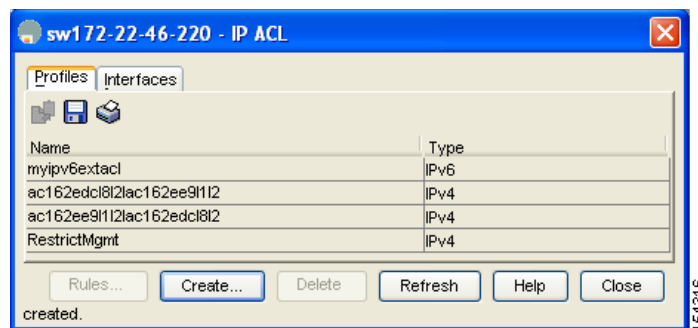 sw172-22-46-220 - IP ACL
Profiles Interfaces
Name Type
myipv6extacl IPv6
ac162edcl8l2lac162ee9l1l2 IPv4
ac162ee9l1l2lac162edcl8l2 IPv4
RestrictMgmt IPv4
Rules... Create... Delete Refresh Help Close
created.